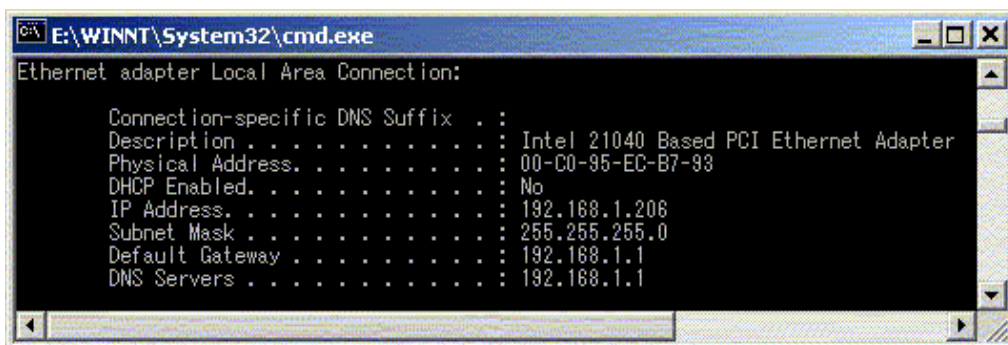 E:\WINNT\System32\cmd.exe
Ethernet adapter Local Area Connection:
Connection-specific DNS Suffix . :
Description . . . . . . . . . . . : Intel 21040 Based PCI Ethernet Adapter
Physical Address. . . . . . . . . : 00-C0-95-EC-B7-93
DHCP Enabled. . . . . . . . . . . : No
IP Address. . . . . . . . . . . . : 192.168.1.206
Subnet Mask . . . . . . . . . . . : 255.255.255.0
Default Gateway . . . . . . . . . : 192.168.1.1
DNS Servers . . . . . . . . . . . : 192.168.1.1